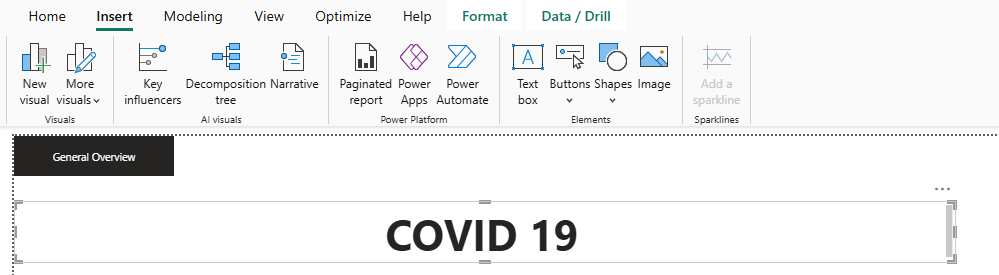 Home Insert Modeling View Optimize Help Format Data / Drill
New visual
More visuals
Visuals
Key influencers
Decomposition tree
Narrative
AI visuals
Paginated report
Power Apps
Power Automate
Power Platform
Text box
Buttons
Shapes
Image
Elements
Add a sparkline
Sparklines
General Overview
COVID 19